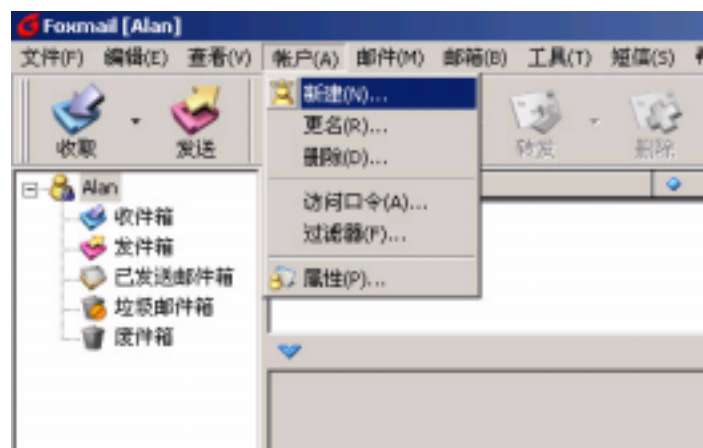 Foxmail [Alan]
文件(F) 编辑(E) 查看(V) 帐户(A) 邮件(M) 邮箱(B) 工具(T) 短信(S)
收取 发送 转发 删除
新建(N)...
更名(R)...
删除(D)...
访问口令(A)...
过滤器(F)...
属性(P)...
Alan
收件箱
发件箱
已发送邮件箱
垃圾邮件箱
废件箱